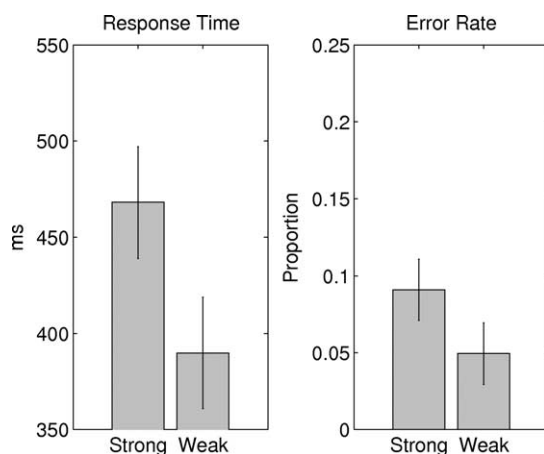 Response Time
550
500
450
400
350
ms
Strong Weak
Error Rate
0.25
0.2
0.15
0.1
0.05
0
Proportion
Strong Weak